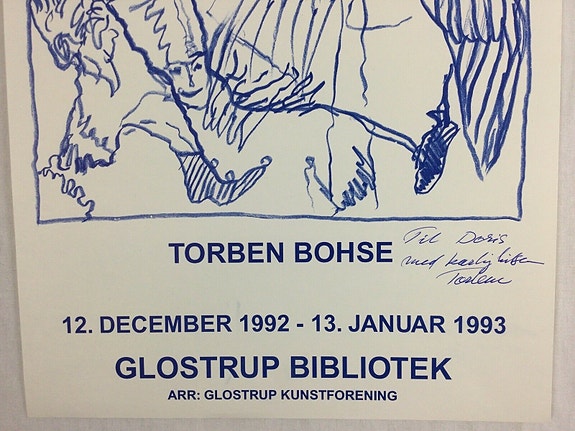 TORBEN BOHSE
Til Doris
med kærlig hilsen
Torben
12. DECEMBER 1992 - 13. JANUAR 1993
GLOSTRUP BIBLIOTEK
ARR: GLOSTRUP KUNSTFORENING